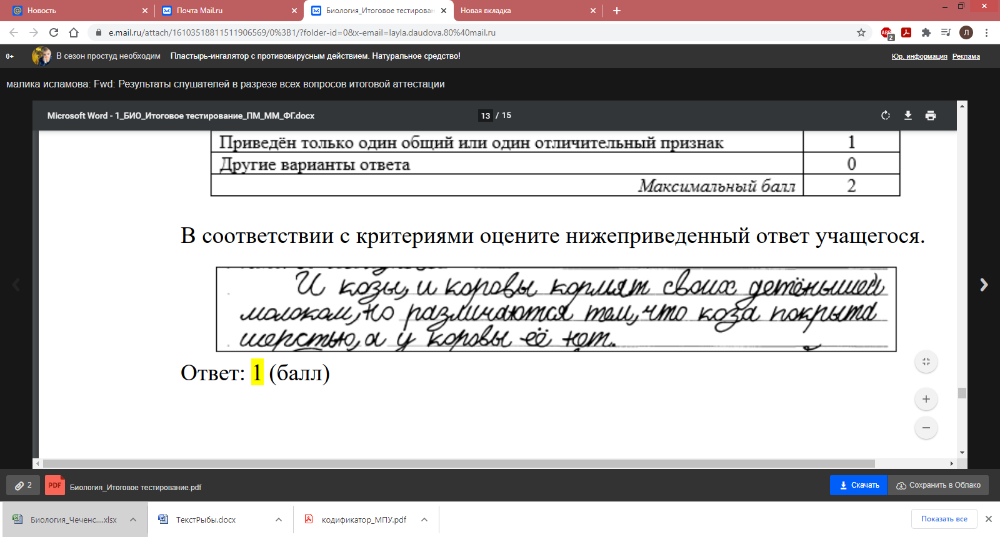 Новость
Почта Mail.ru
Биология_Итоговое тестирован
Новая вкладка
e.mail.ru/attach/16103518811511906569/0%3B1/?folder-id=0&x-email=layla.daudova.80%40mail.ru
ABP
2
Л
0+
В сезон простуд необходим Пластырь-ингалятор с противовирусным действием. Натуральное средство!
Юр. информация Реклама
малика исламова: Fwd: Результаты слушателей в разрезе всех вопросов итоговой аттестации
Microsoft Word - 1_БИО_Итоговое тестирование_ПМ_ММ_ФГ.docx
13 / 15
Приведён только один общий или один отличительный признак 1
Другие варианты ответа 0
Максимальный балл 2
В соответствии с критериями оцените нижеприведенный ответ учащегося.
И козы, и коровы кормят своих детёнышей
молоком, но различаются тем, что коза покрыта
шерстью, а у коровы её нет.
Ответ: 1 (балл)
2
PDF
Биология_Итоговое тестирование.pdf
Скачать
Сохранить в Облако
Биология_Чеченс....xlsx
ТекстРыбы.docx
кодификатор_МПУ.pdf
Показать все